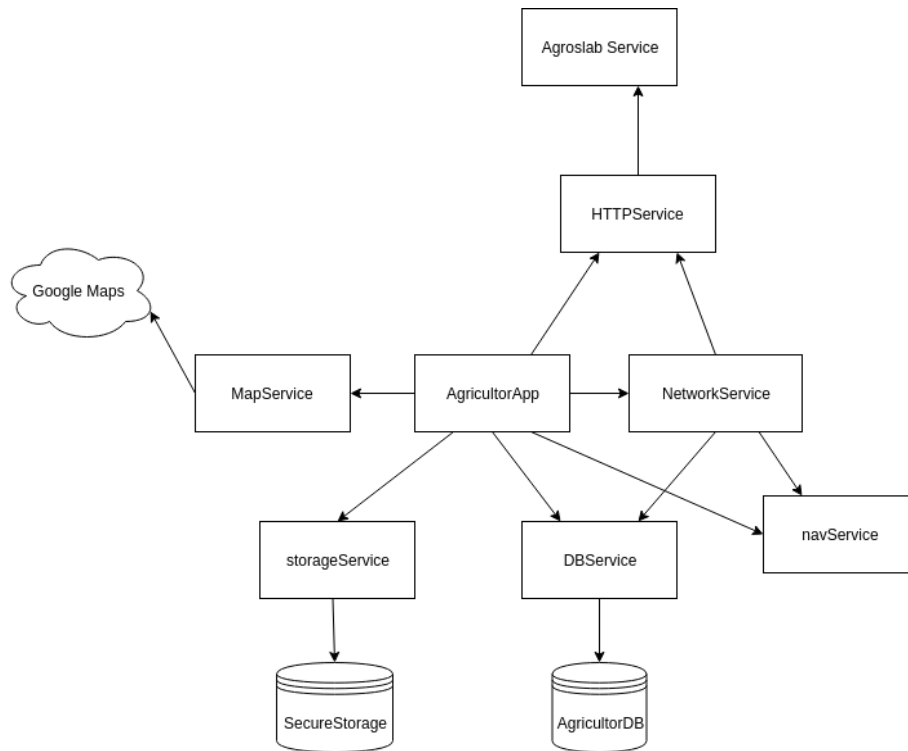 Agroslab Service
HTTPService
Google Maps
MapService
AgricultorApp
NetworkService
storageService
DBService
navService
SecureStorage
AgricultorDB